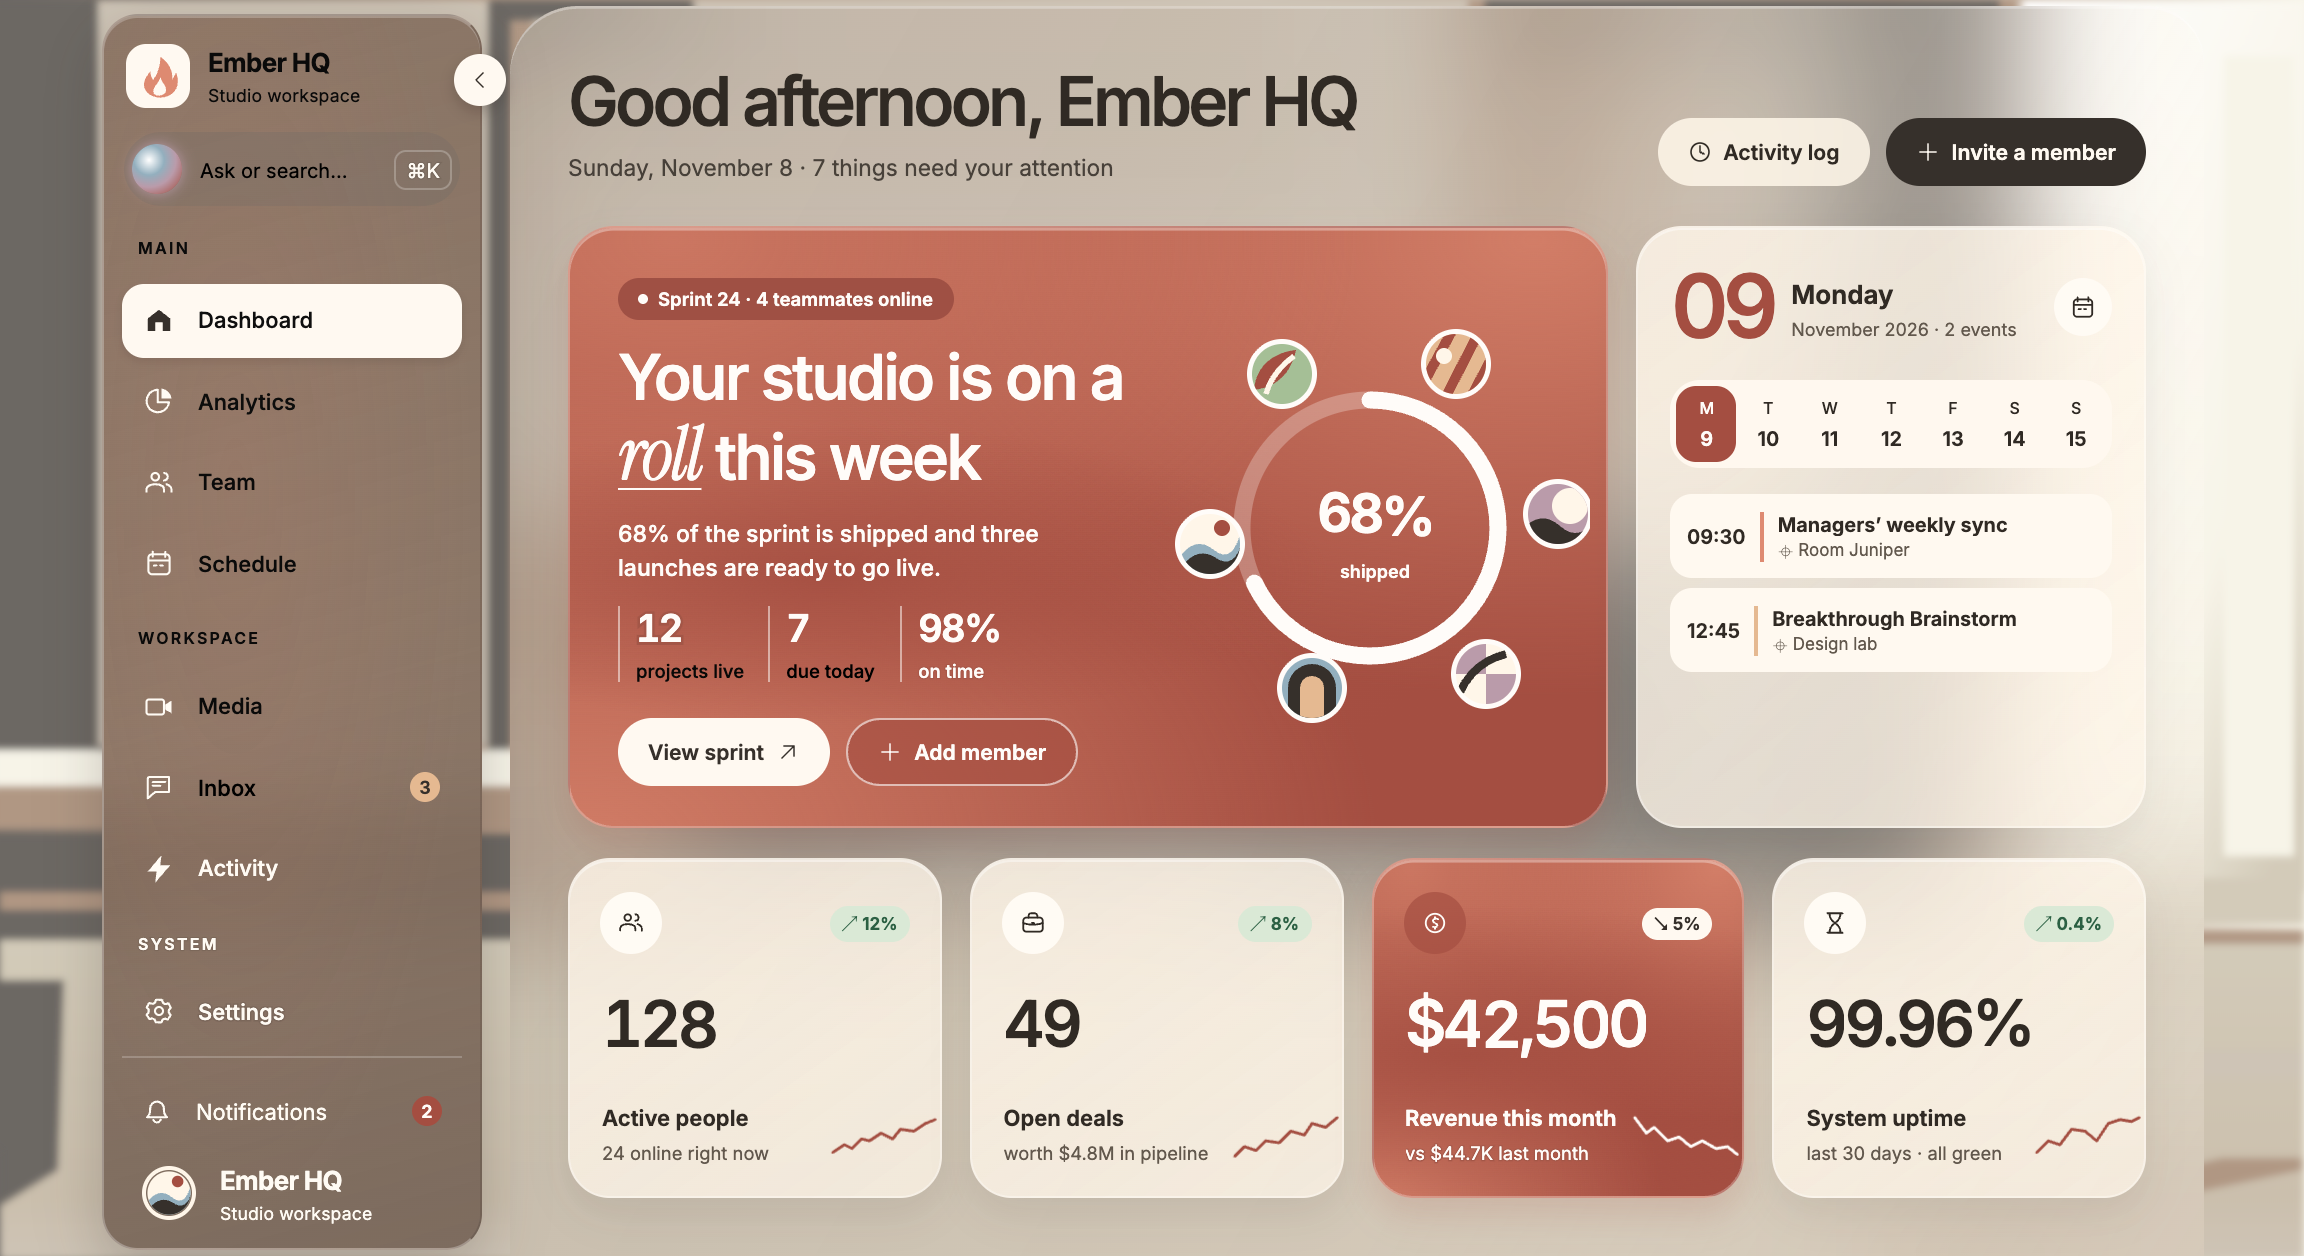 Ember HQ
Studio workspace
Ask or search...
⌘K
MAIN
Dashboard
Analytics
Team
Schedule
WORKSPACE
Media
Inbox
3
Activity
SYSTEM
Settings
Notifications
2
Ember HQ
Studio workspace
Good afternoon, Ember HQ
Sunday, November 8 · 7 things need your attention
Activity log
Invite a member
Sprint 24 · 4 teammates online
Your studio is on a
roll this week
68% of the sprint is shipped and three
launches are ready to go live.
12
projects live
7
due today
98%
on time
View sprint
Add member
68%
shipped
09
Monday
November 2026 · 2 events
M T W T F S S
9 10 11 12 13 14 15
09:30
Managers’ weekly sync
Room Juniper
12:45
Breakthrough Brainstorm
Design lab
12%
128
Active people
24 online right now
8%
49
Open deals
worth $4.8M in pipeline
5%
$42,500
Revenue this month
vs $44.7K last month
0.4%
99.96%
System uptime
last 30 days · all green